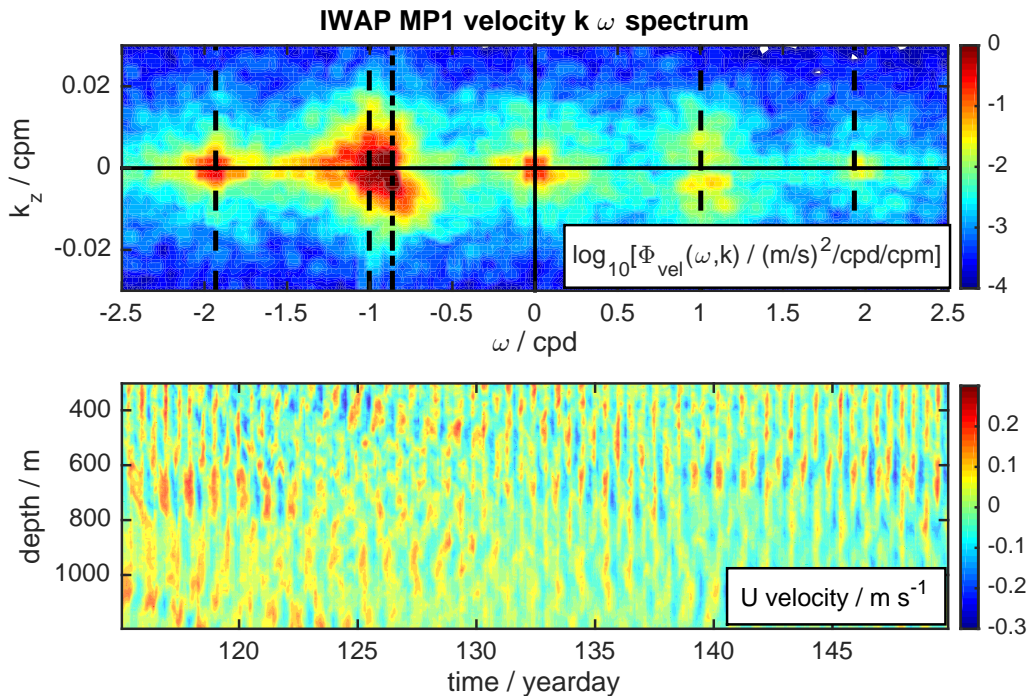 IWAP MP1 velocity k ω spectrum
k_z / cpm
0.02
0
-0.02
log_10[Φ_vel(ω,k) / (m/s)^2/cpd/cpm]
0
-1
-2
-3
-4
-2.5 -2 -1.5 -1 -0.5 0 0.5 1 1.5 2 2.5
ω / cpd
depth / m
400
600
800
1000
U velocity / m s^-1
0.2
0.1
0
-0.1
-0.2
-0.3
120 125 130 135 140 145
time / yearday